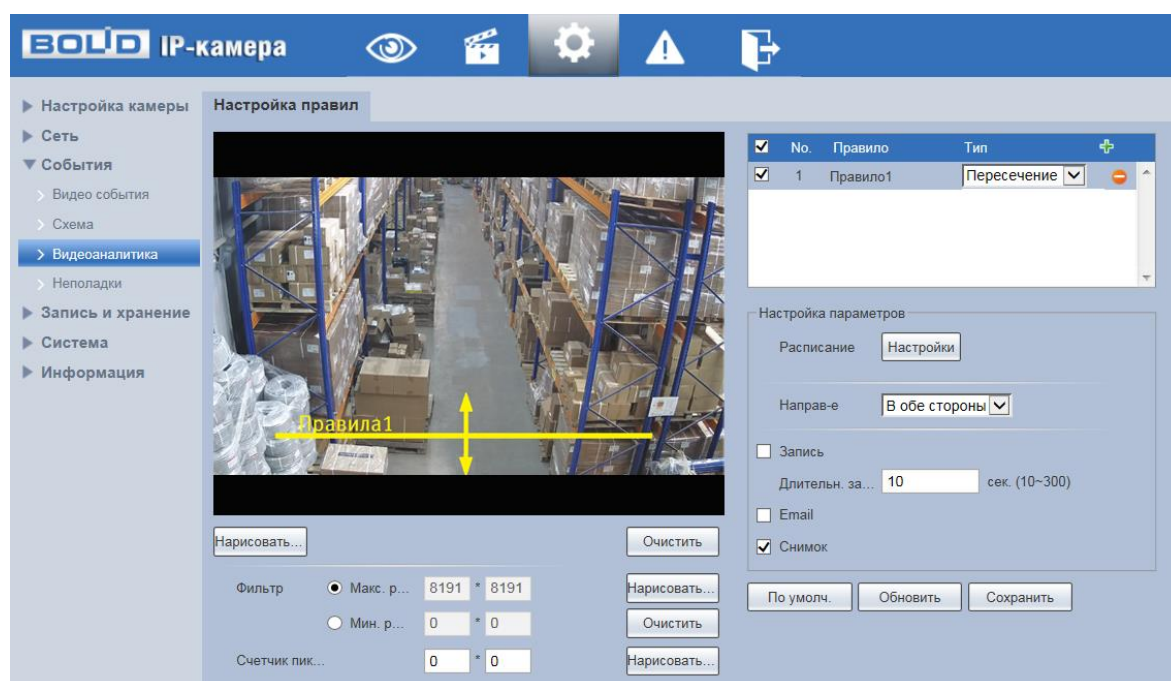 BOLID IP-камера
Настройка камеры
Сеть
События
Видео события
Схема
Видеоаналитика
Неполадки
Запись и хранение
Система
Информация
Настройка правил
Правила1
Нарисовать...
Очистить
Фильтр Макс. р... 8191 * 8191 Нарисовать...
Мин. р... 0 * 0 Очистить
Счетчик пик... 0 * 0 Нарисовать...
No. Правило Тип
1 Правило1 Пересечение
Настройка параметров
Расписание Настройки
Направ-е В обе стороны
Запись
Длительн. за... 10 сек. (10~300)
Email
Снимок
По умолч. Обновить Сохранить